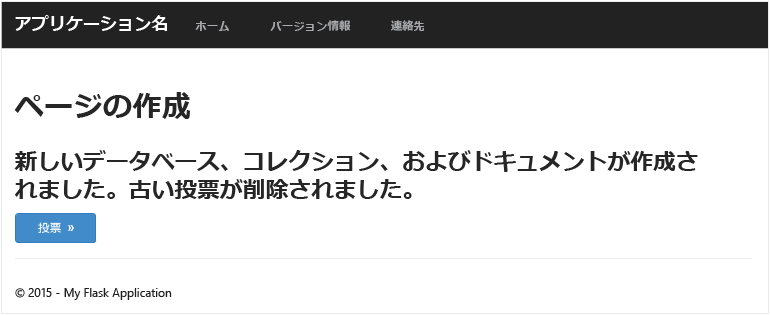 アプリケーション名 ホーム バージョン情報 連絡先
ページの作成
新しいデータベース、コレクション、およびドキュメントが作成さ
れました。古い投票が削除されました。
投票 »
© 2015 - My Flask Application